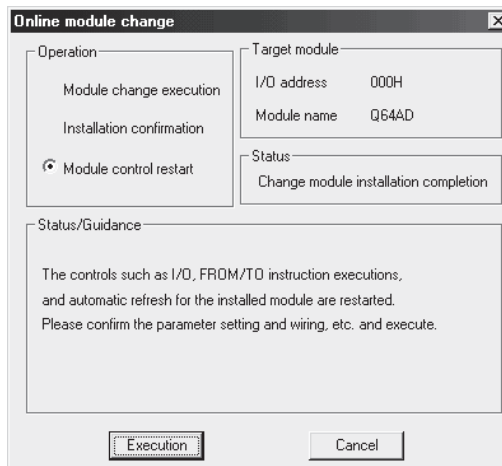 Online module change
Operation
Module change execution
Installation confirmation
Module control restart
Target module
I/O address 000H
Module name Q64AD
Status
Change module installation completion
Status/Guidance
The controls such as I/O, FROM/TO instruction executions,
and automatic refresh for the installed module are restarted.
Please confirm the parameter setting and wiring, etc. and execute.
Execution Cancel